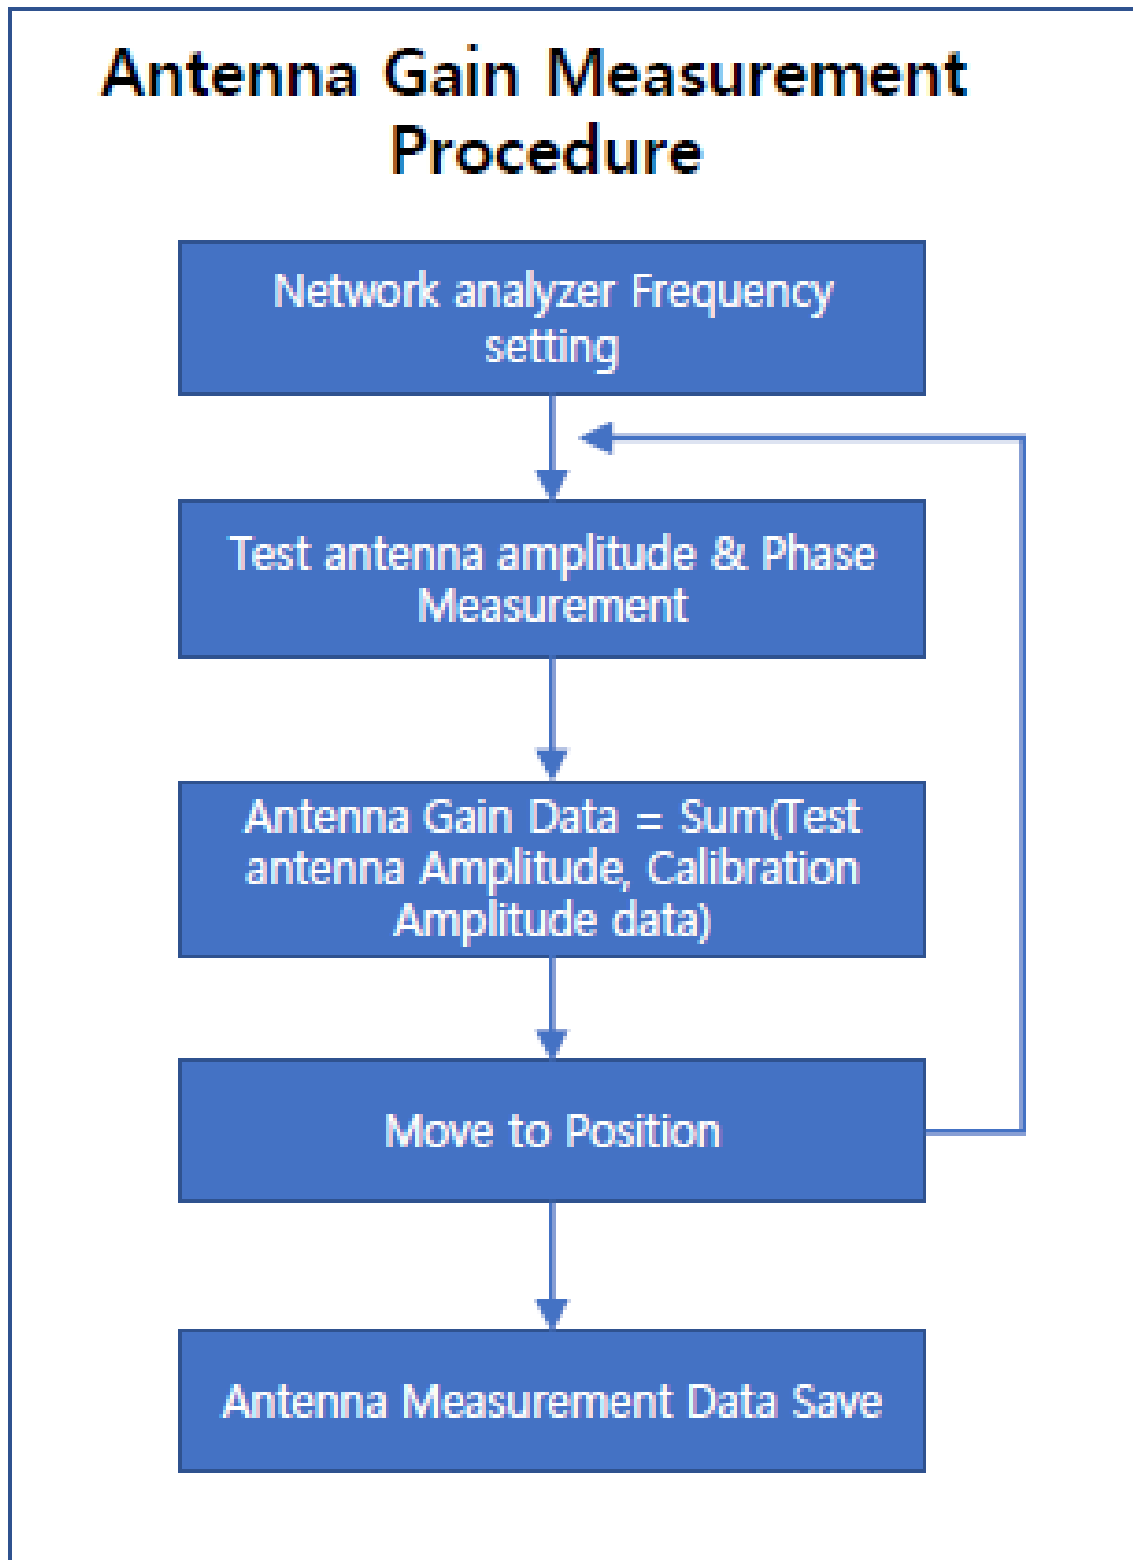 Antenna Gain Measurement
Procedure
Network analyzer Frequency
setting
Test antenna amplitude & Phase
Measurement
Antenna Gain Data = Sum(Test
antenna Amplitude, Calibration
Amplitude data)
Move to Position
Antenna Measurement Data Save